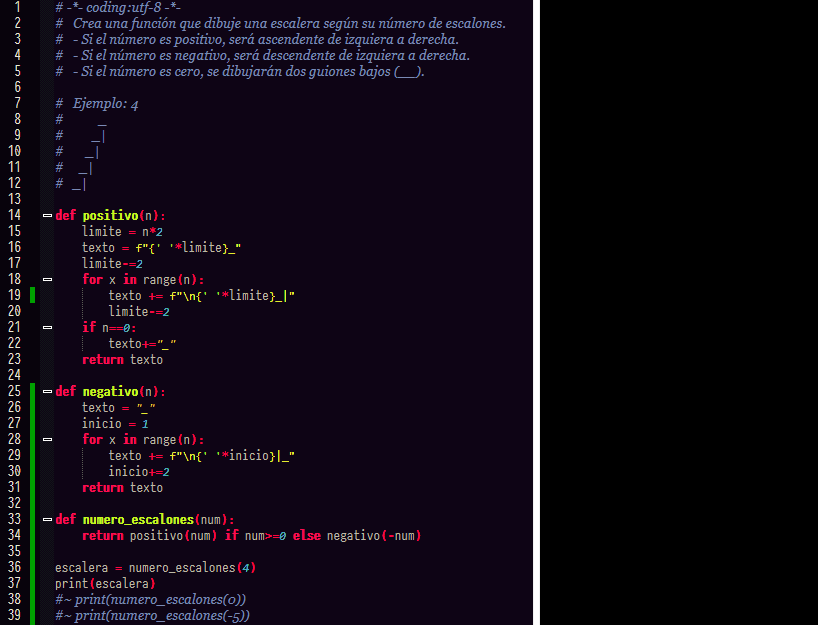 1 # -*- coding:utf-8 -*-
2 #   Crea una función que dibuje una escalera según su número de escalones.
3 #   - Si el número es positivo, será ascendente de izquiera a derecha.
4 #   - Si el número es negativo, será descendente de izquiera a derecha.
5 #   - Si el número es cero, se dibujarán dos guiones bajos (__).
6
7 #   Ejemplo: 4
8 #         _
9 #       _|
10 #     _|
11 #   _|
12 # _|
13
14 def positivo(n):
15     limite = n*2
16     texto = f"{' '*limite}_"
17     limite-=2
18     for x in range(n):
19         texto += f"\n{' '*limite}_|"
20         limite-=2
21     if n==0:
22         texto+="_"
23     return texto
24
25 def negativo(n):
26     texto = "_"
27     inicio = 1
28     for x in range(n):
29         texto += f"\n{' '*inicio}|_"
30         inicio+=2
31     return texto
32
33 def numero_escalones(num):
34     return positivo(num) if num>=0 else negativo(-num)
35
36 escalera = numero_escalones(4)
37 print(escalera)
38 #~ print(numero_escalones(0))
39 #~ print(numero_escalones(-5))